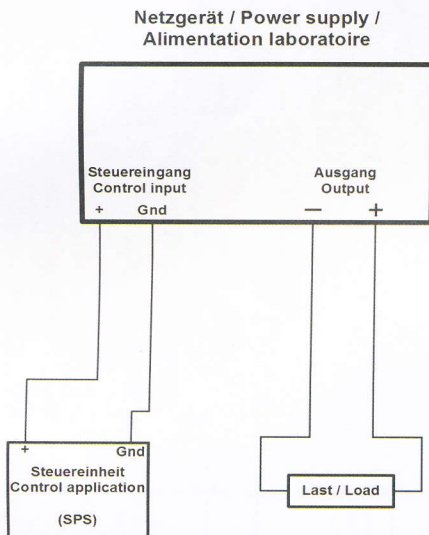 Netzgerät / Power supply /
Alimentation laboratoire
Steuereingang
Control input
+ Gnd
Ausgang
Output
— +
+ Gnd
Steuereinheit
Control application
(SPS)
Last / Load